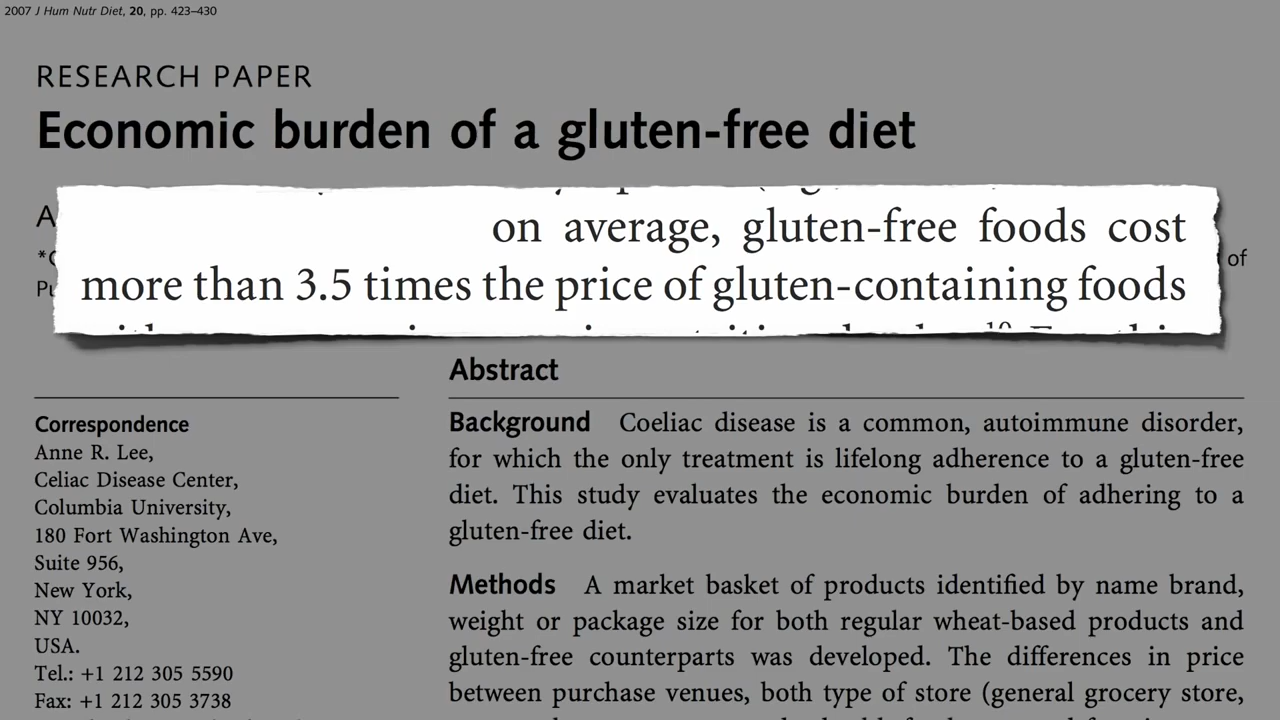 2007 J Hum Nutr Diet, 20, pp. 423–430
RESEARCH PAPER
Economic burden of a gluten-free diet
on average, gluten-free foods cost
more than 3.5 times the price of gluten-containing foods
of
Abstract
Correspondence
Anne R. Lee,
Celiac Disease Center,
Columbia University,
180 Fort Washington Ave,
Suite 956,
New York,
NY 10032,
USA.
Tel.: +1 212 305 5590
Fax: +1 212 305 3738
Background Coeliac disease is a common, autoimmune disorder,
for which the only treatment is lifelong adherence to a gluten-free
diet. This study evaluates the economic burden of adhering to a
gluten-free diet.
Methods A market basket of products identified by name brand,
weight or package size for both regular wheat-based products and
gluten-free counterparts was developed. The differences in price
between purchase venues, both type of store (general grocery store,